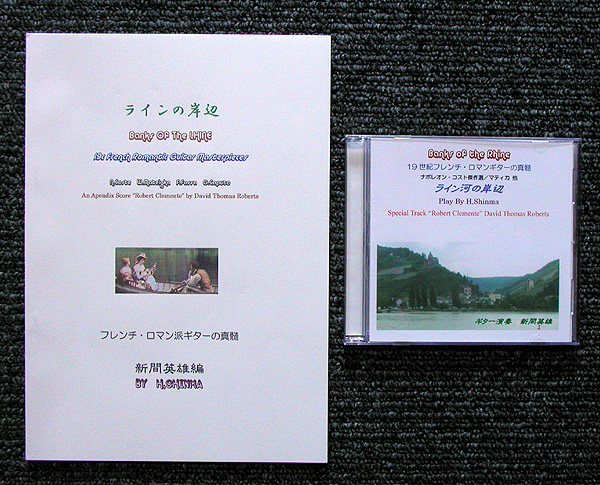 ラインの岸辺
Banks Of The LHINE
19c French Romantic Guitar Masterpieces
An Apendix Score "Robert Clemonte" by David Thomas Roberts
フレンチ・ロマン派ギターの真髄
新間英雄編
BY H,SHINMA
Banks of the Rhine
19世紀フレンチ・ロマンギターの真髄
ナポレオン・コスト傑作選/マティカ 他
ライン河の岸辺
Play By H,Shinma
Special Track "Robert Clemente" David Thomas Roberts
ギター演奏 新間英雄